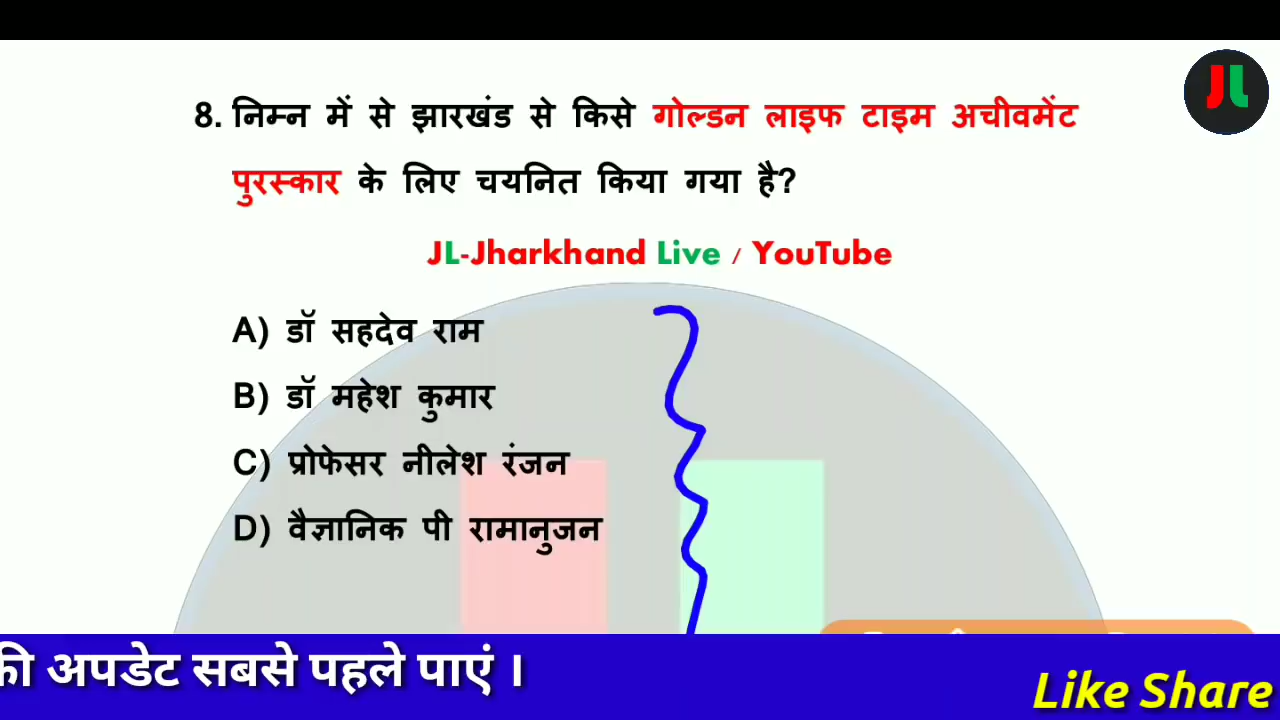 JL
8. निम्न में से झारखंड से किसे गोल्डन लाइफ टाइम अचीवमेंट
पुरस्कार के लिए चयनित किया गया है?
JL-Jharkhand Live / YouTube
A) डॉ सहदेव राम
B) डॉ महेश कुमार
C) प्रोफेसर नीलेश रंजन
D) वैज्ञानिक पी रामानुजन
की अपडेट सबसे पहले पाएं ।
Like Share